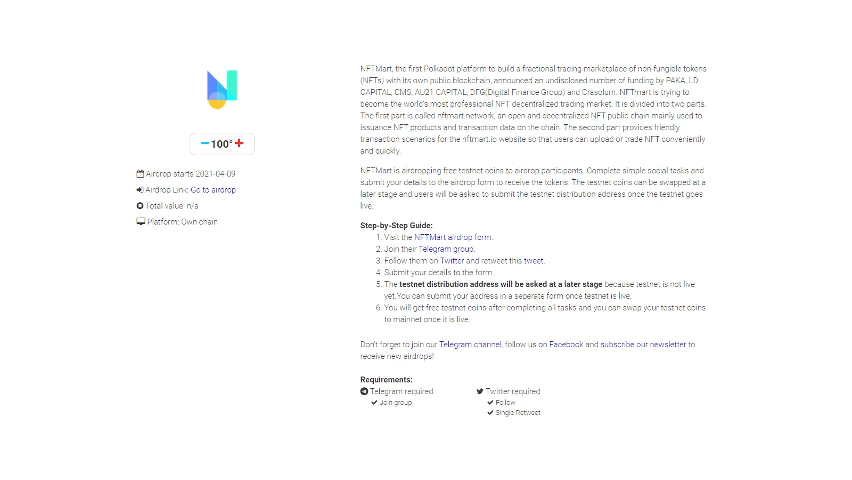 100°
Airdrop starts 2021-04-09
Airdrop Link: Go to airdrop
Total value: n/a
Platform: Own chain
NFTMart, the first Polkadot platform to build a fractional trading marketplace of non-fungible tokens
(NFTs) with its own public blockchain, announced an undisclosed number of funding by PAKA, LD
CAPITAL, CMS, AU21 CAPITAL, DFG(Digital Finance Group) and Crasolum. NFTmart is trying to
become the world's most professional NFT decentralized trading market. It is divided into two parts.
The first part is called nftmart.network, an open and decentralized NFT public chain mainly used to
issuance NFT products and transaction data on the chain. The second part provides friendly
transaction scenarios for the nftmart.io website so that users can upload or trade NFT conveniently
and quickly.
NFTMart is airdropping free testnet coins to airdrop participants. Complete simple social tasks and
submit your details to the airdrop form to receive the tokens. The testnet coins can be swapped at a
later stage and users will be asked to submit the testnet distribution address once the testnet goes
live.
Step-by-Step Guide:
1. Visit the NFTMart airdrop form.
2. Join their Telegram group.
3. Follow them on Twitter and retweet this tweet.
4. Submit your details to the form.
5. The testnet distribution address will be asked at a later stage because testnet is not live
yet.You can submit your address in a seperate form once testnet is live.
6. You will get free testnet coins after completing all tasks and you can swap your testnet coins
to mainnet once it is live.
Don't forget to join our Telegram channel, follow us on Facebook and subscribe our newsletter to
receive new airdrops!
Requirements:
Telegram required
Join group
Twitter required
Follow
Single Retweet